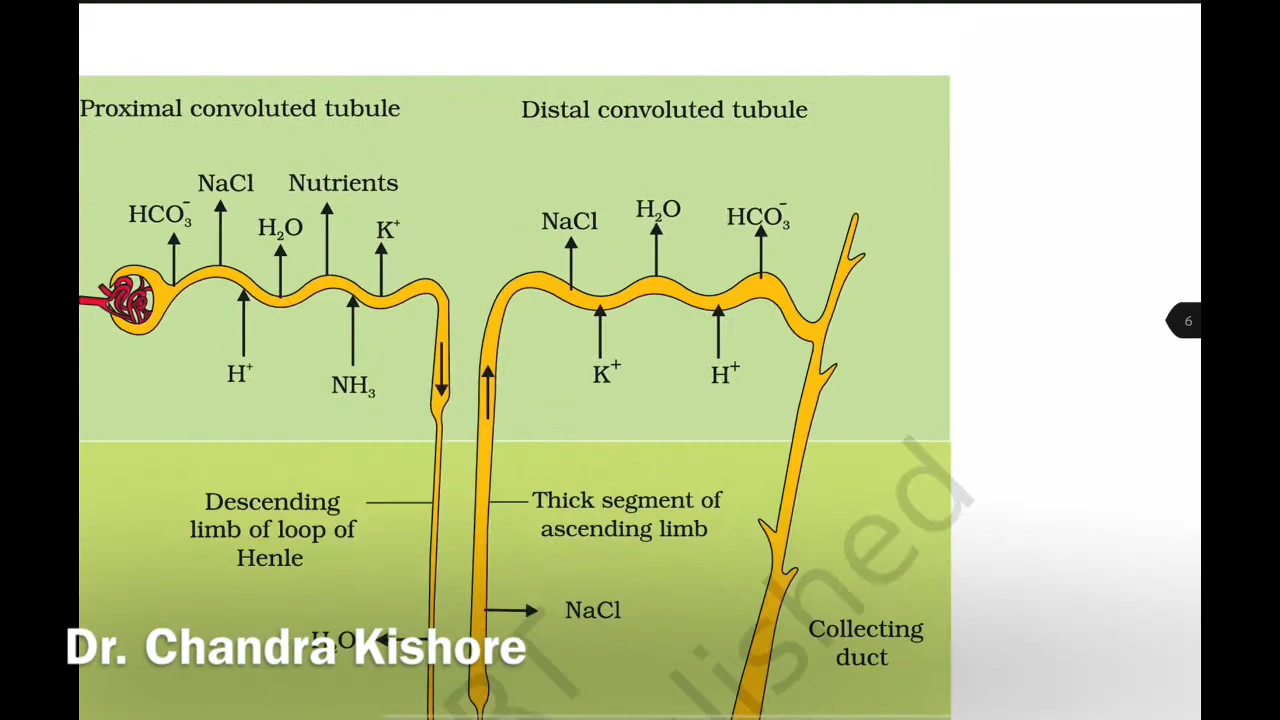 Proximal convoluted tubule
Distal convoluted tubule
NaCl
Nutrients
HCO₃⁻
H₂O
K⁺
NaCl
H₂O
HCO₃⁻
H⁺
NH₃
K⁺
H⁺
6
Descending
limb of loop of
Henle
Thick segment of
ascending limb
NaCl
H₂O
Collecting
duct
Dr. Chandra Kishore